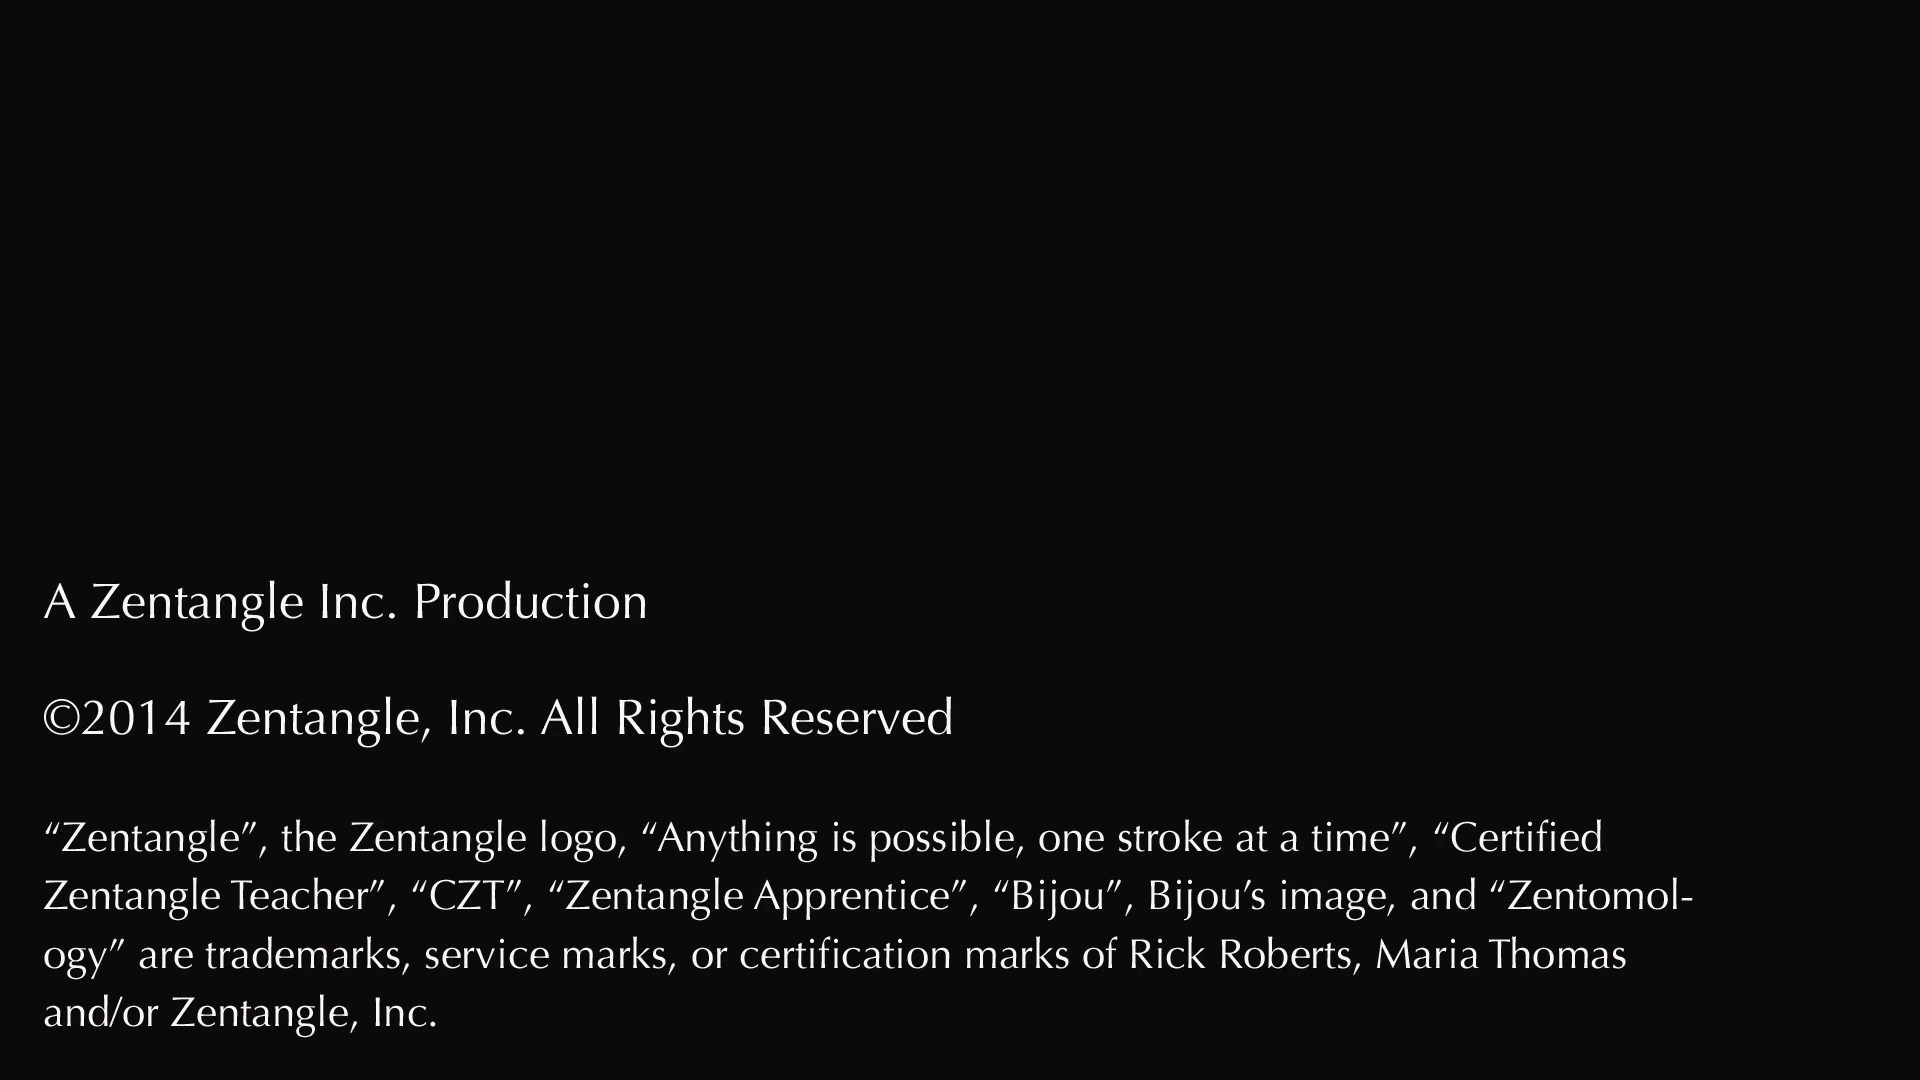 A Zentangle Inc. Production
©2014 Zentangle, Inc. All Rights Reserved
“Zentangle”, the Zentangle logo, “Anything is possible, one stroke at a time”, “Certified
Zentangle Teacher”, “CZT”, “Zentangle Apprentice”, “Bijou”, Bijou’s image, and “Zentomol-
ogy” are trademarks, service marks, or certification marks of Rick Roberts, Maria Thomas
and/or Zentangle, Inc.